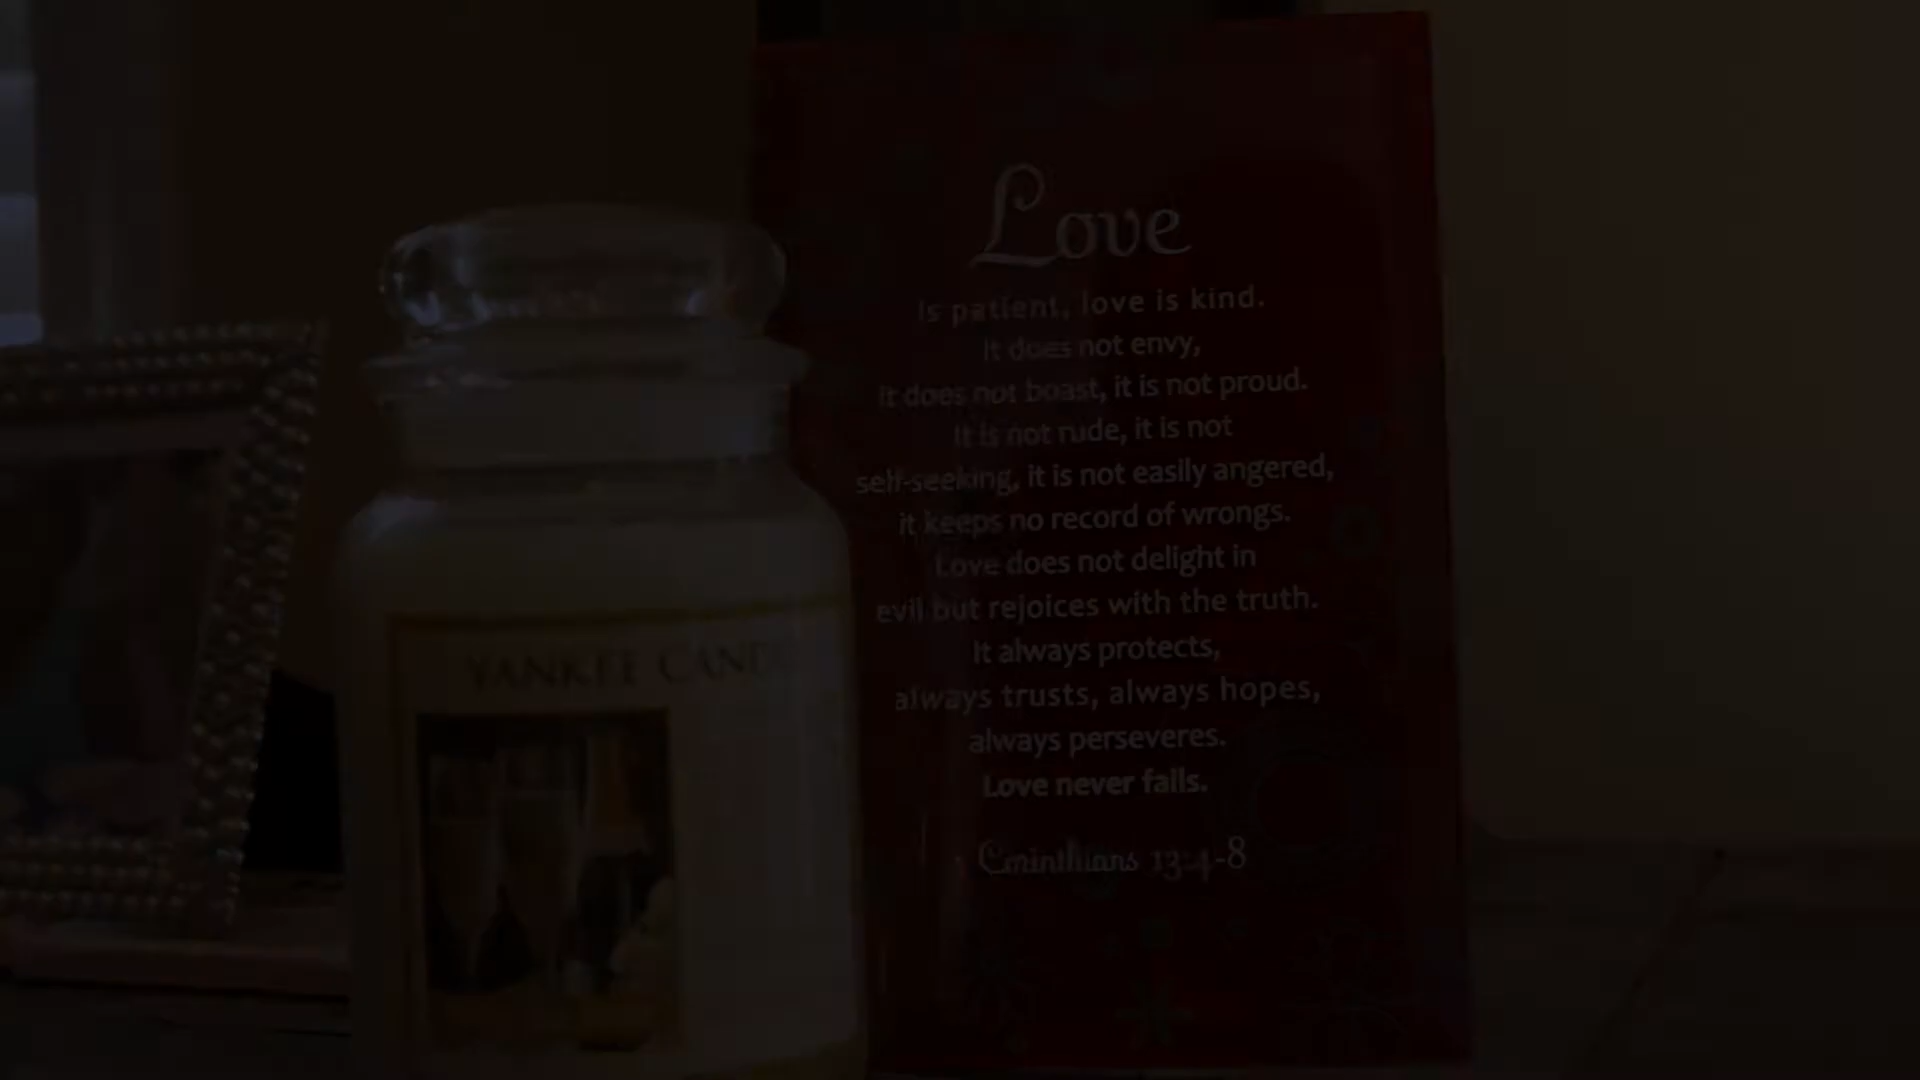 Love
Is patient, love is kind.
It does not envy,
It does not boast, it is not proud.
It is not rude, it is not
self-seeking, it is not easily angered,
it keeps no record of wrongs.
Love does not delight in
evil but rejoices with the truth.
It always protects,
always trusts, always hopes,
always perseveres.
Love never fails.
Corinthians 13:4-8
YANKEE CANDL